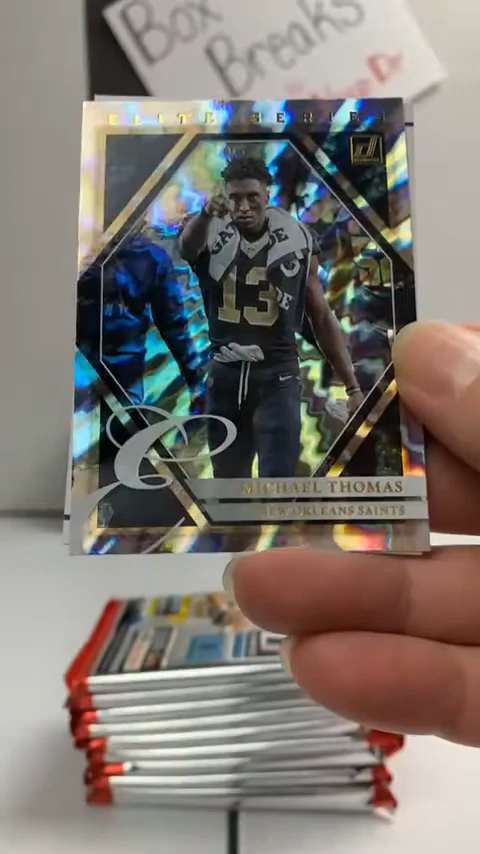 Box
Breaks
ELITE SERIES
13
MICHAEL THOMAS
NEW ORLEANS SAINTS